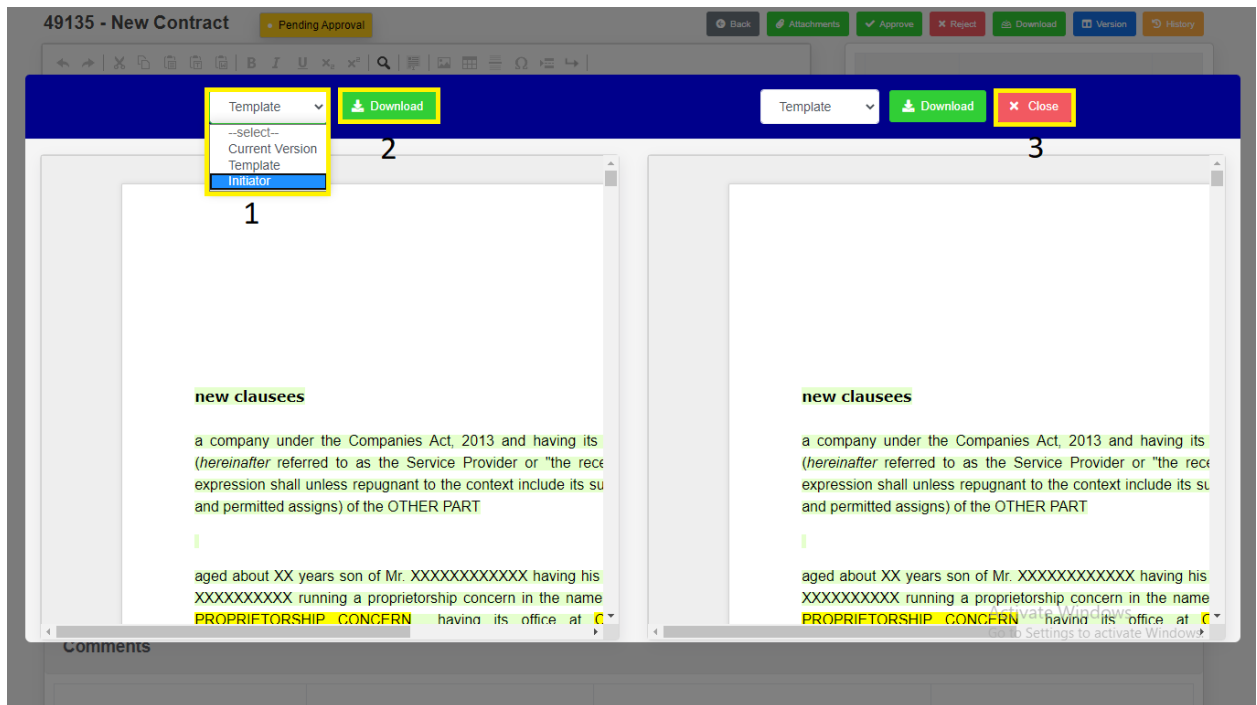 49135 - New Contract
Pending Approval
Back
Attachments
Approve
Reject
Download
Version
History
B I U x₂ x² Ω
Template
Download
Template
Download
Close
--select--
Current Version
Template
Initiator
1
2
3
new clausees
a company under the Companies Act, 2013 and having its
(hereinafter referred to as the Service Provider or "the rece
expression shall unless repugnant to the context include its su
and permitted assigns) of the OTHER PART
aged about XX years son of Mr. XXXXXXXXXXXX having his
XXXXXXXXXX running a proprietorship concern in the name
PROPRIETORSHIP CONCERN having its office at C
new clausees
a company under the Companies Act, 2013 and having its
(hereinafter referred to as the Service Provider or "the rece
expression shall unless repugnant to the context include its su
and permitted assigns) of the OTHER PART
aged about XX years son of Mr. XXXXXXXXXXXX having his
XXXXXXXXXX running a proprietorship concern in the name
PROPRIETORSHIP CONCERN having its office at C
Activate Windows
Go to Settings to activate Windows.
Comments